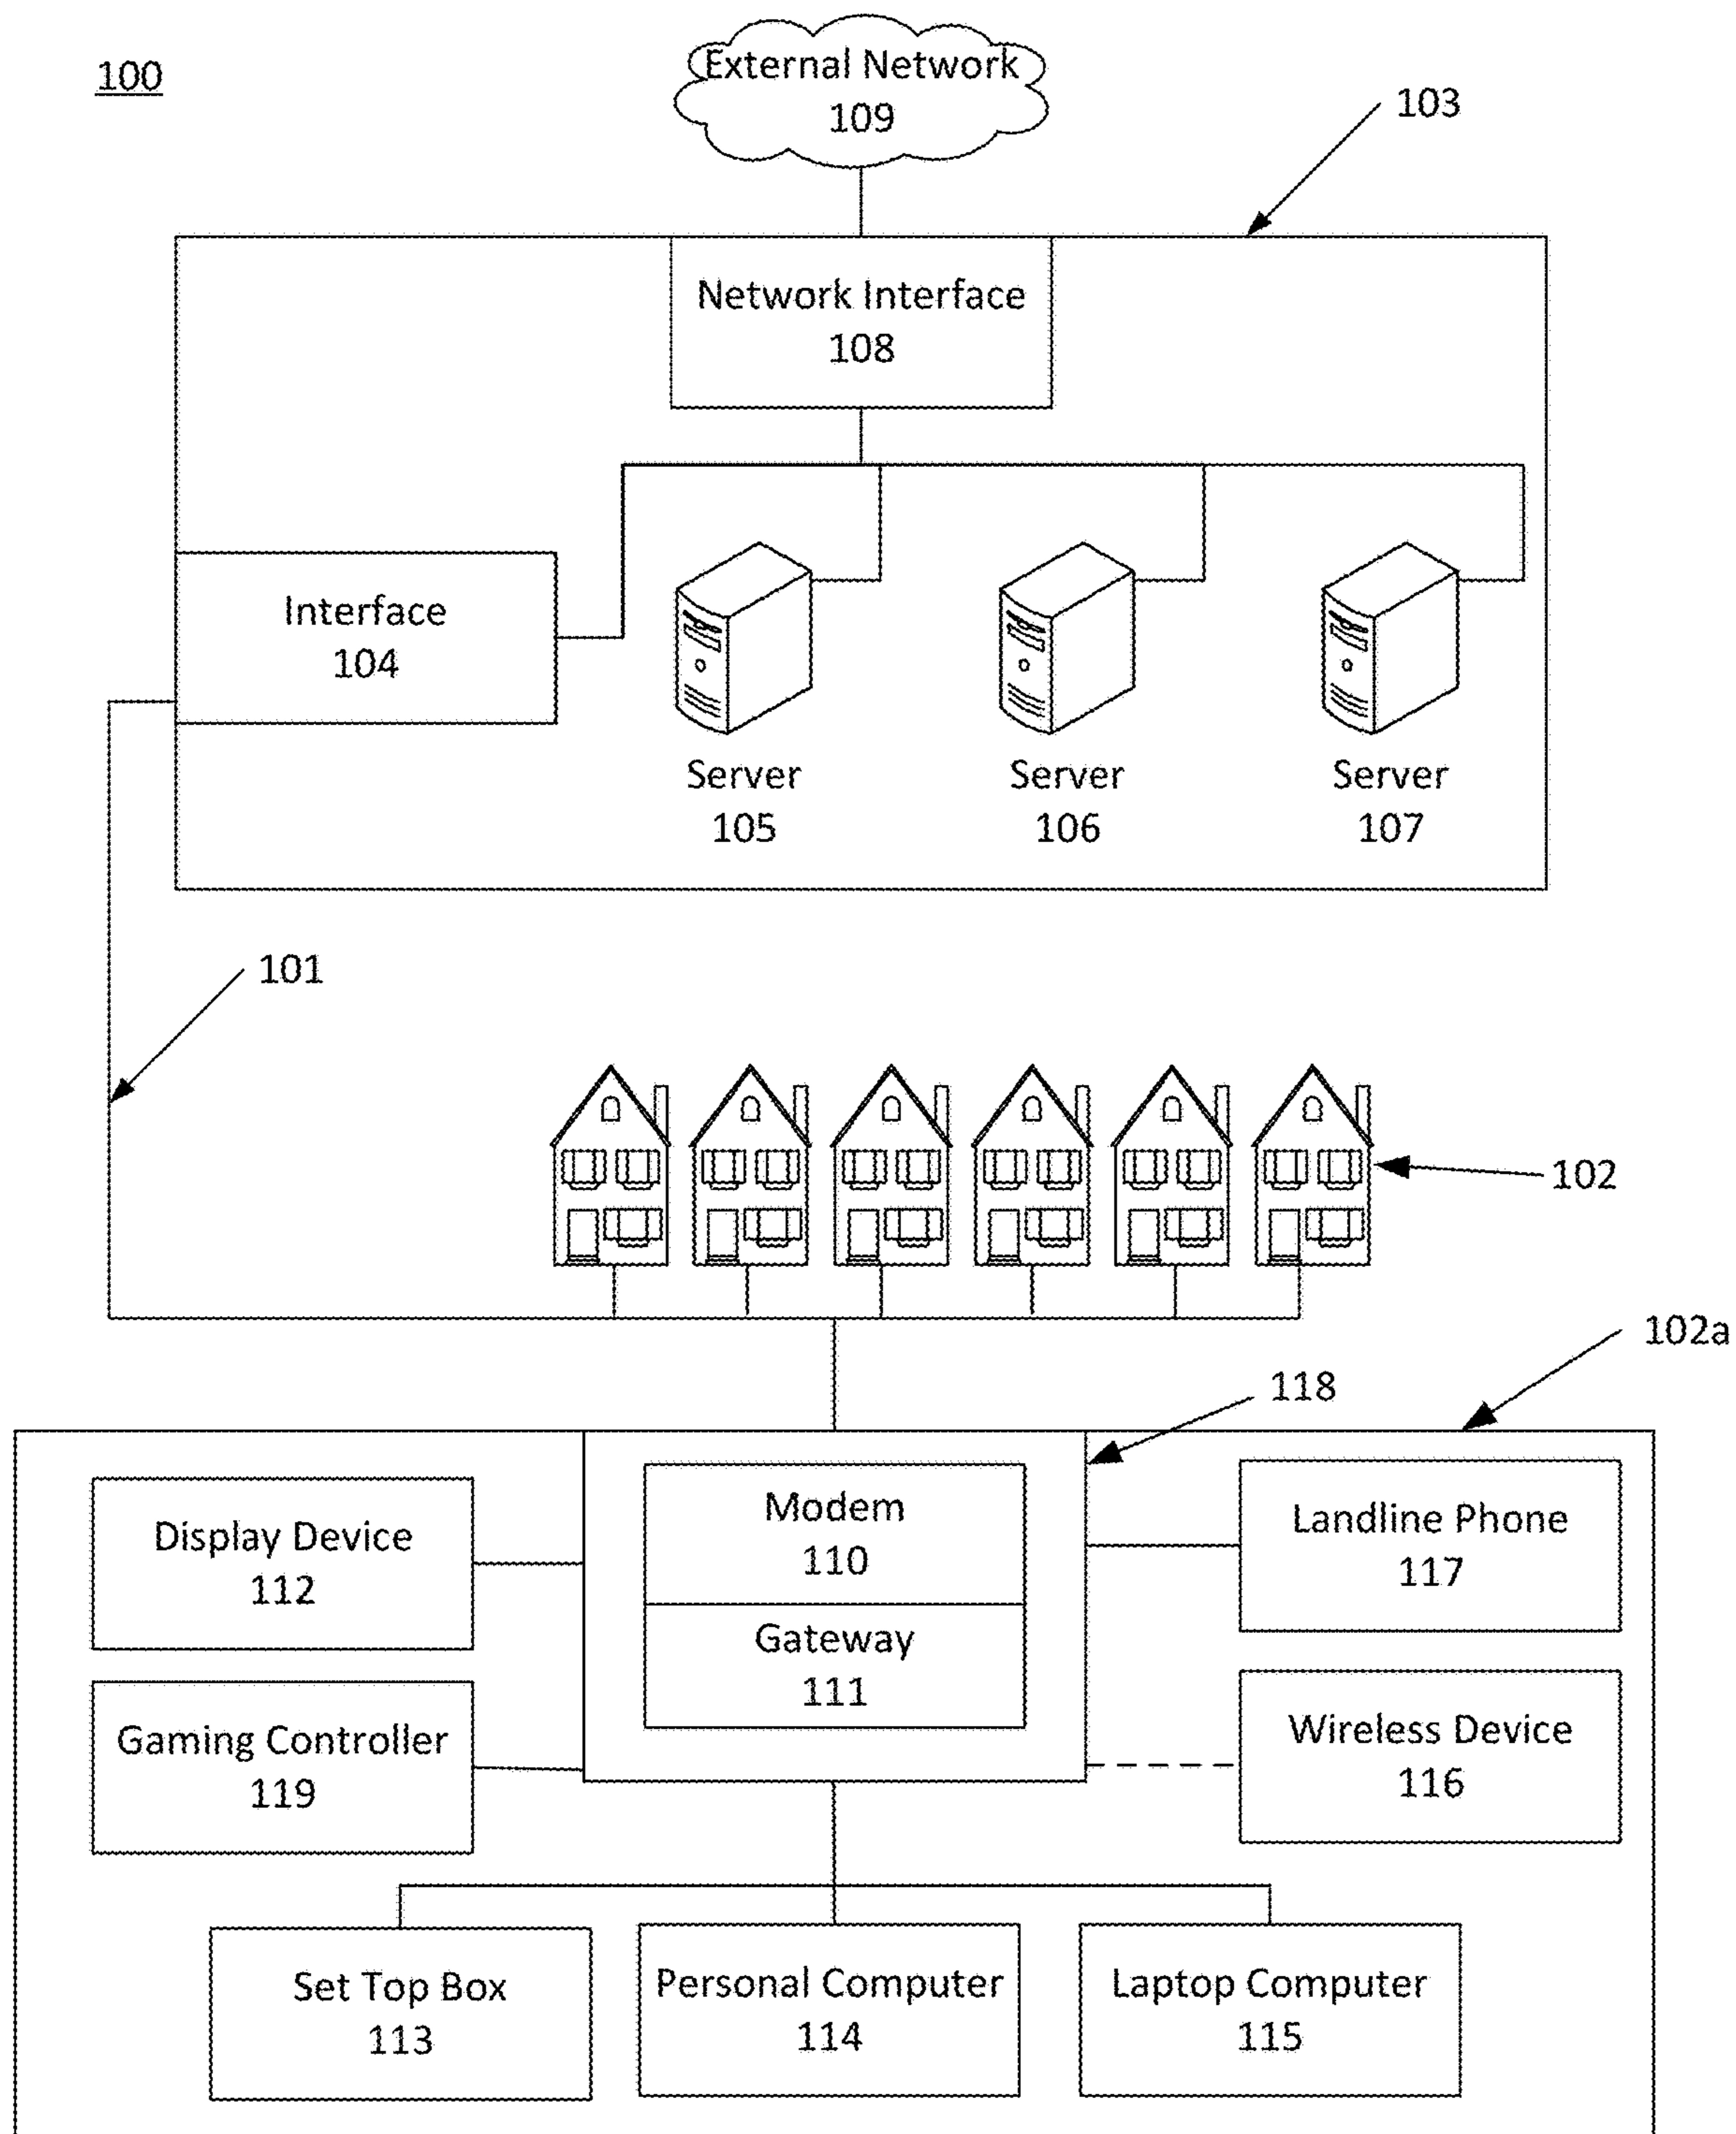 100
External Network
109
103
Network Interface
108
Interface
104
Server
105
Server
106
Server
107
101
102
102a
118
Modem
110
Gateway
111
Display Device
112
Landline Phone
117
Gaming Controller
119
Wireless Device
116
Set Top Box
113
Personal Computer
114
Laptop Computer
115